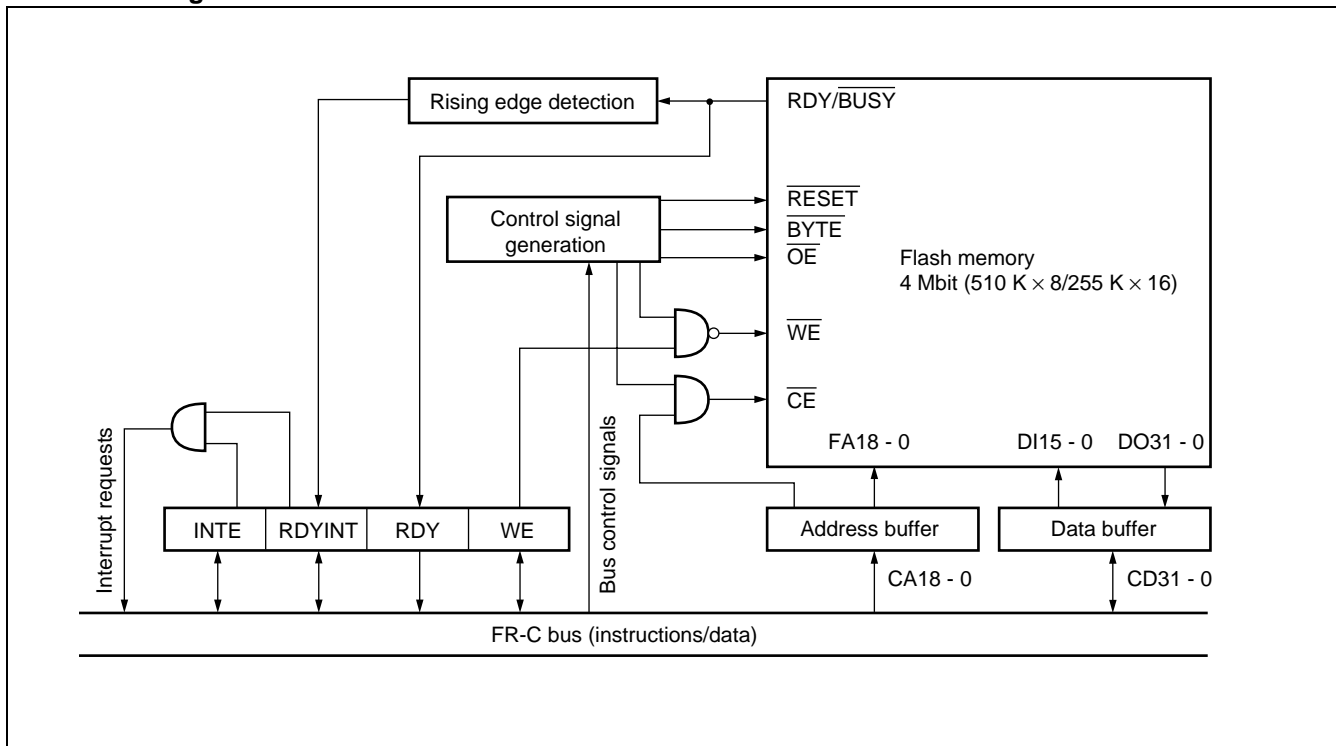 Rising edge detection
RDY/BUSY
RESET
Control signal
generation
BYTE
OE
Flash memory
4 Mbit (510 K × 8/255 K × 16)
WE
CE
FA18 - 0
DI15 - 0
DO31 - 0
Interrupt requests
Bus control signals
INTE
RDYINT
RDY
WE
Address buffer
Data buffer
CA18 - 0
CD31 - 0
FR-C bus (instructions/data)